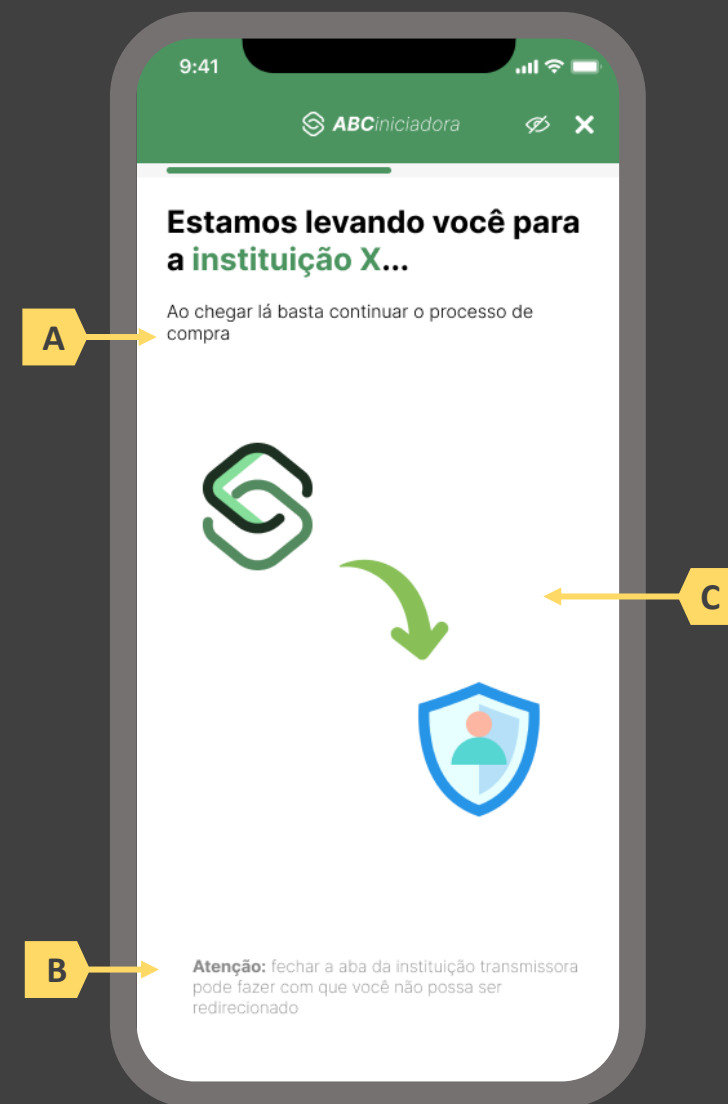 9:41
ABCiniciadora
Estamos levando você para
a instituição X...
Ao chegar lá basta continuar o processo de
compra
A
C
B
Atenção: fechar a aba da instituição transmissora
pode fazer com que você não possa ser
redirecionado